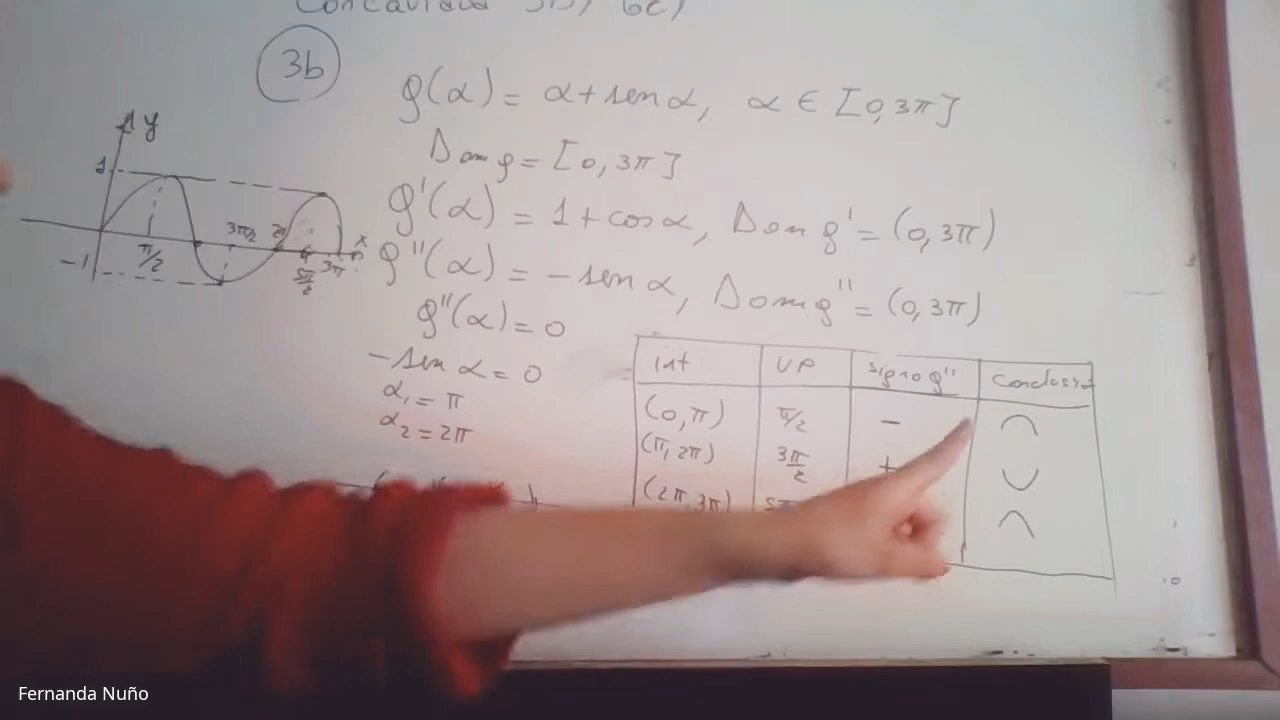 3b
g(α) = α + sen α, α ∈ [0, 3π]
Dom g = [0, 3π]
g'(α) = 1 + cos α, Dom g' = (0, 3π)
g''(α) = - sen α, Dom g'' = (0, 3π)
g''(α) = 0
- sen α = 0
α₁ = π
α₂ = 2π
y
1
-1
π/2
3π/2
2π
5π/2
3π
x
int VP signo g'' Conclusión
(0, π) π/2 - ⌒
(π, 2π) 3π/2 + ◡
(2π, 3π) ⌒
Fernanda Nuño